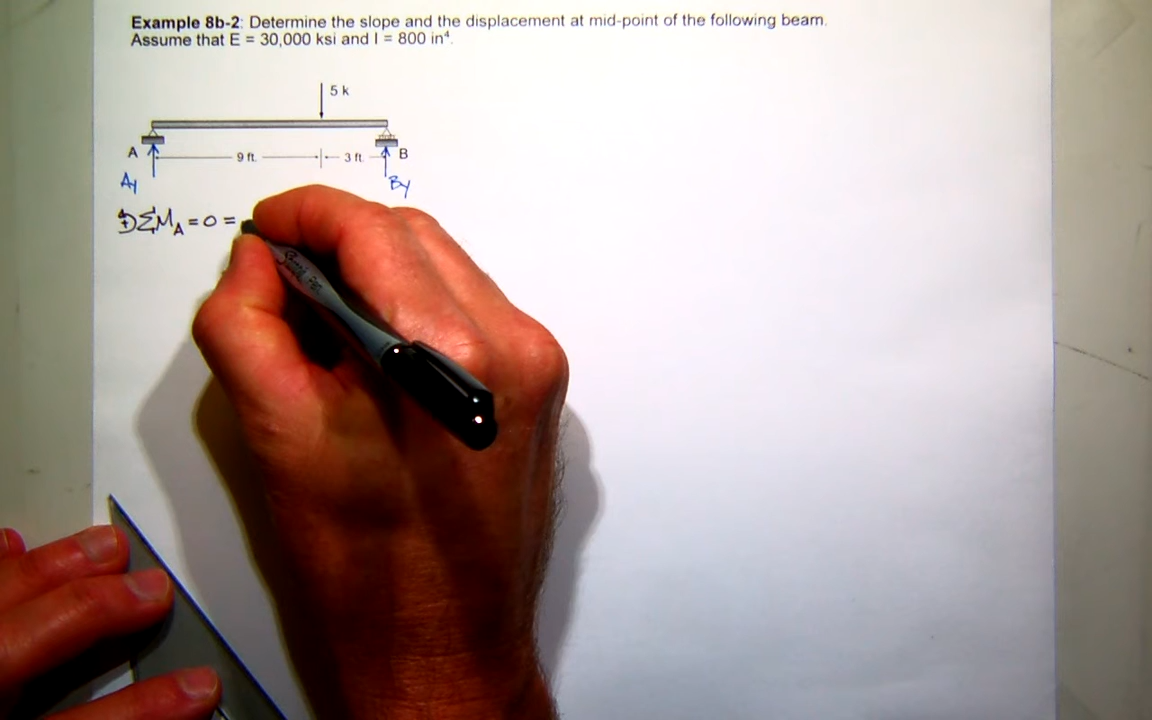 Example 8b-2: Determine the slope and the displacement at mid-point of the following beam.
Assume that E = 30,000 ksi and I = 800 in⁴.
5 k
A
9 ft.
3 ft.
B
Ay
By
ΣM_A = 0 =